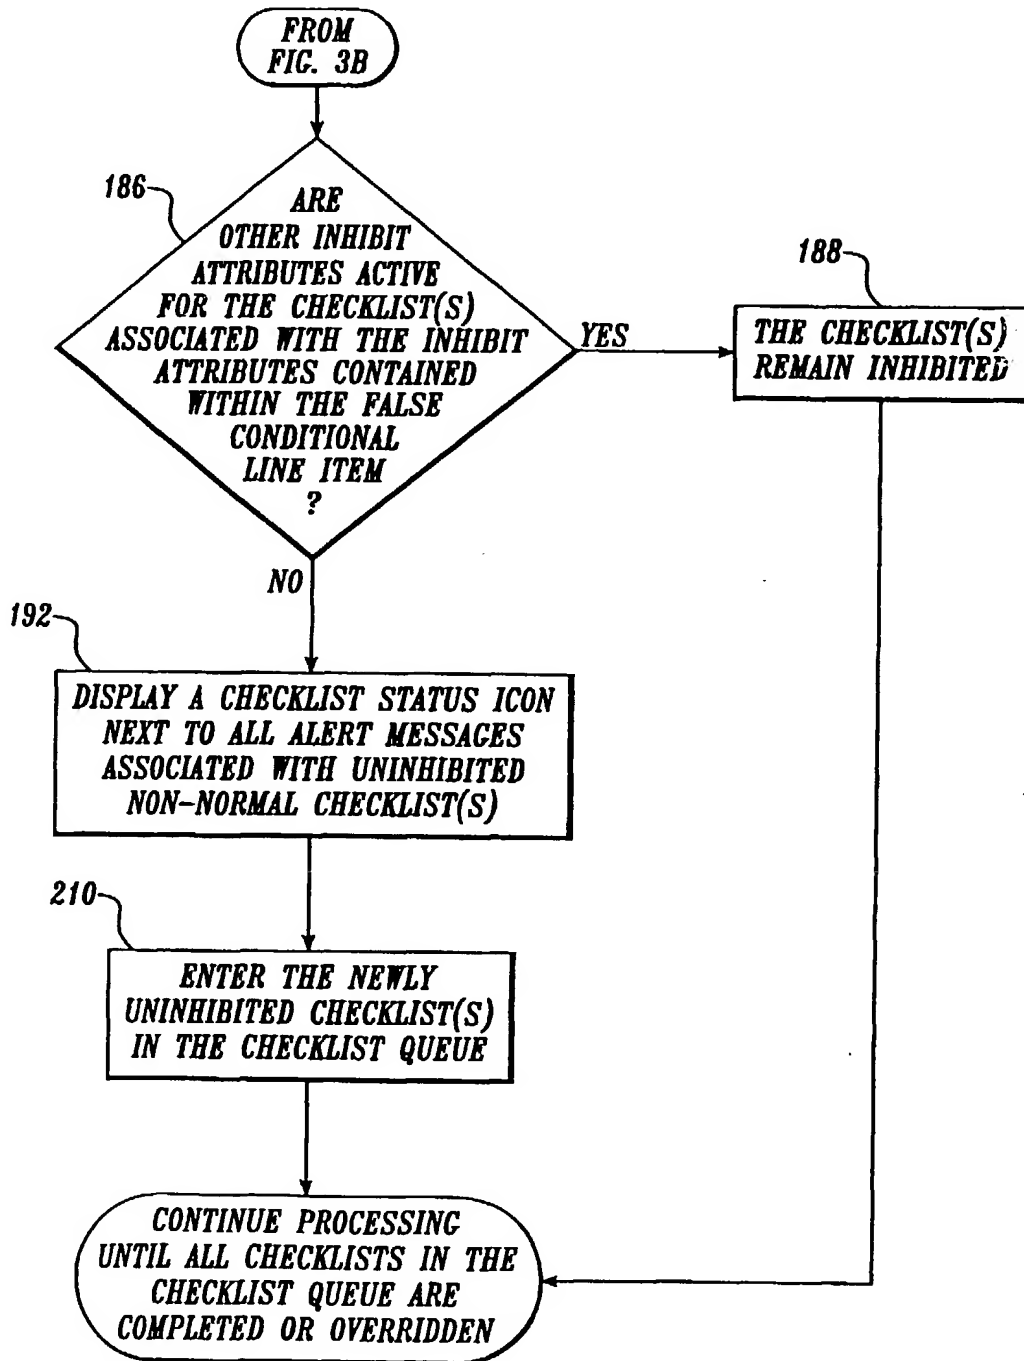 FROM
FIG. 3B
186
ARE
OTHER INHIBIT
ATTRIBUTES ACTIVE
FOR THE CHECKLIST(S)
ASSOCIATED WITH THE INHIBIT
ATTRIBUTES CONTAINED
WITHIN THE FALSE
CONDITIONAL
LINE ITEM
?
YES
188
THE CHECKLIST(S)
REMAIN INHIBITED
NO
192
DISPLAY A CHECKLIST STATUS ICON
NEXT TO ALL ALERT MESSAGES
ASSOCIATED WITH UNINHIBITED
NON-NORMAL CHECKLIST(S)
210
ENTER THE NEWLY
UNINHIBITED CHECKLIST(S)
IN THE CHECKLIST QUEUE
CONTINUE PROCESSING
UNTIL ALL CHECKLISTS IN THE
CHECKLIST QUEUE ARE
COMPLETED OR OVERRIDDEN